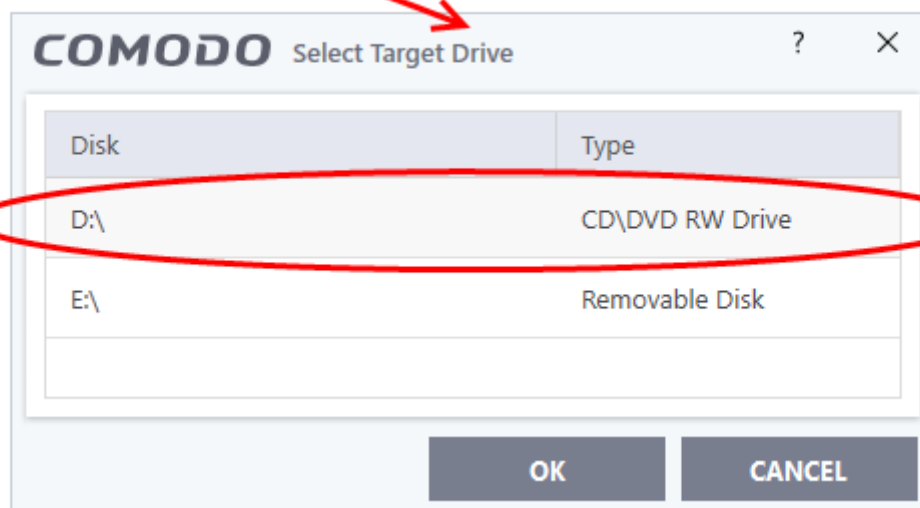 COMODO Select Target Drive ? ×
Disk Type
D:\ CD\DVD RW Drive
E:\ Removable Disk
OK CANCEL